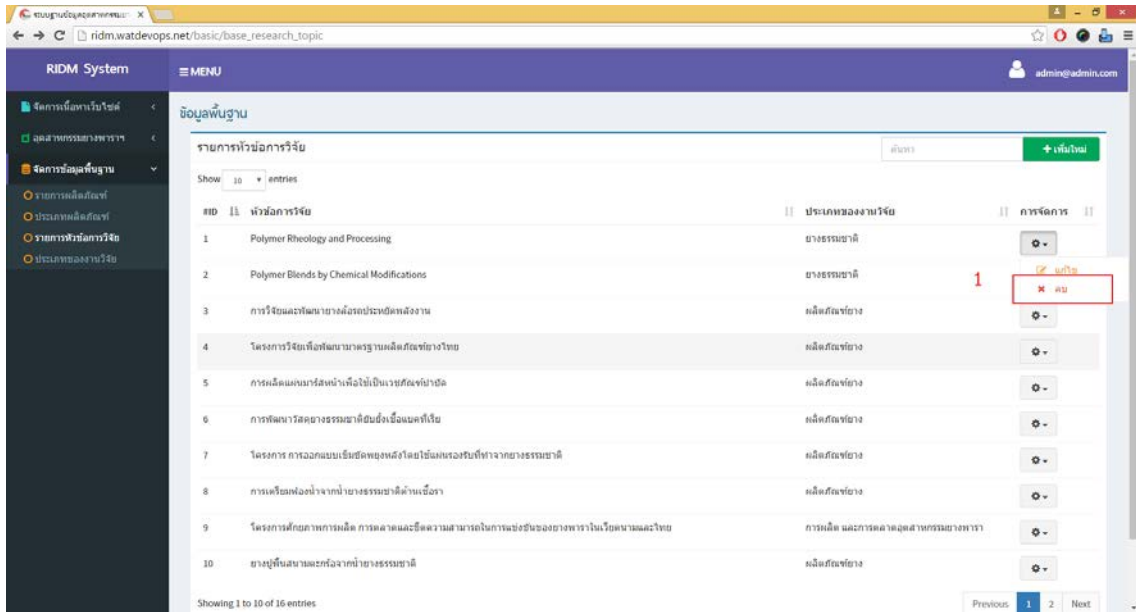 ระบบฐานข้อมูลอุตสาหกรรมยา
ridm.watdevops.net/basic/base_research_topic
RIDM System
MENU
admin@admin.com
จัดการเนื้อหาเว็บไซต์
อุตสาหกรรมยางพาราฯ
จัดการข้อมูลพื้นฐาน
รายการผลิตภัณฑ์
ประเภทผลิตภัณฑ์
รายการหัวข้อการวิจัย
ประเภทของงานวิจัย
ข้อมูลพื้นฐาน
รายการหัวข้อการวิจัย
ค้นหา
+ เพิ่มใหม่
Show 10 entries
#ID หัวข้อการวิจัย ประเภทของงานวิจัย การจัดการ
1 Polymer Rheology and Processing ยางธรรมชาติ
2 Polymer Blends by Chemical Modifications ยางธรรมชาติ
แก้ไข
1 ลบ
3 การวิจัยและพัฒนายางล้อรถประหยัดพลังงาน ผลิตภัณฑ์ยาง
4 โครงการวิจัยเพื่อพัฒนามาตรฐานผลิตภัณฑ์ยางไทย ผลิตภัณฑ์ยาง
5 การผลิตแผ่นมาร์สหน้าเพื่อใช้เป็นเวชภัณฑ์บำบัด ผลิตภัณฑ์ยาง
6 การพัฒนาวัสดุยางธรรมชาติยับยั้งเชื้อแบคทีเรีย ผลิตภัณฑ์ยาง
7 โครงการ การออกแบบเข็มขัดพยุงหลังโดยใช้แผ่นรองรับที่ทำจากยางธรรมชาติ ผลิตภัณฑ์ยาง
8 การเตรียมฟองน้ำจากน้ำยางธรรมชาติต้านเชื้อรา ผลิตภัณฑ์ยาง
9 โครงการศักยภาพการผลิต การตลาดและขีดความสามารถในการแข่งขันของยางพาราในเวียดนามและไทย การผลิต และการตลาดอุตสาหกรรมยางพารา
10 ยางปูพื้นสนามตะกร้อจากน้ำยางธรรมชาติ ผลิตภัณฑ์ยาง
Showing 1 to 10 of 16 entries
Previous 1 2 Next